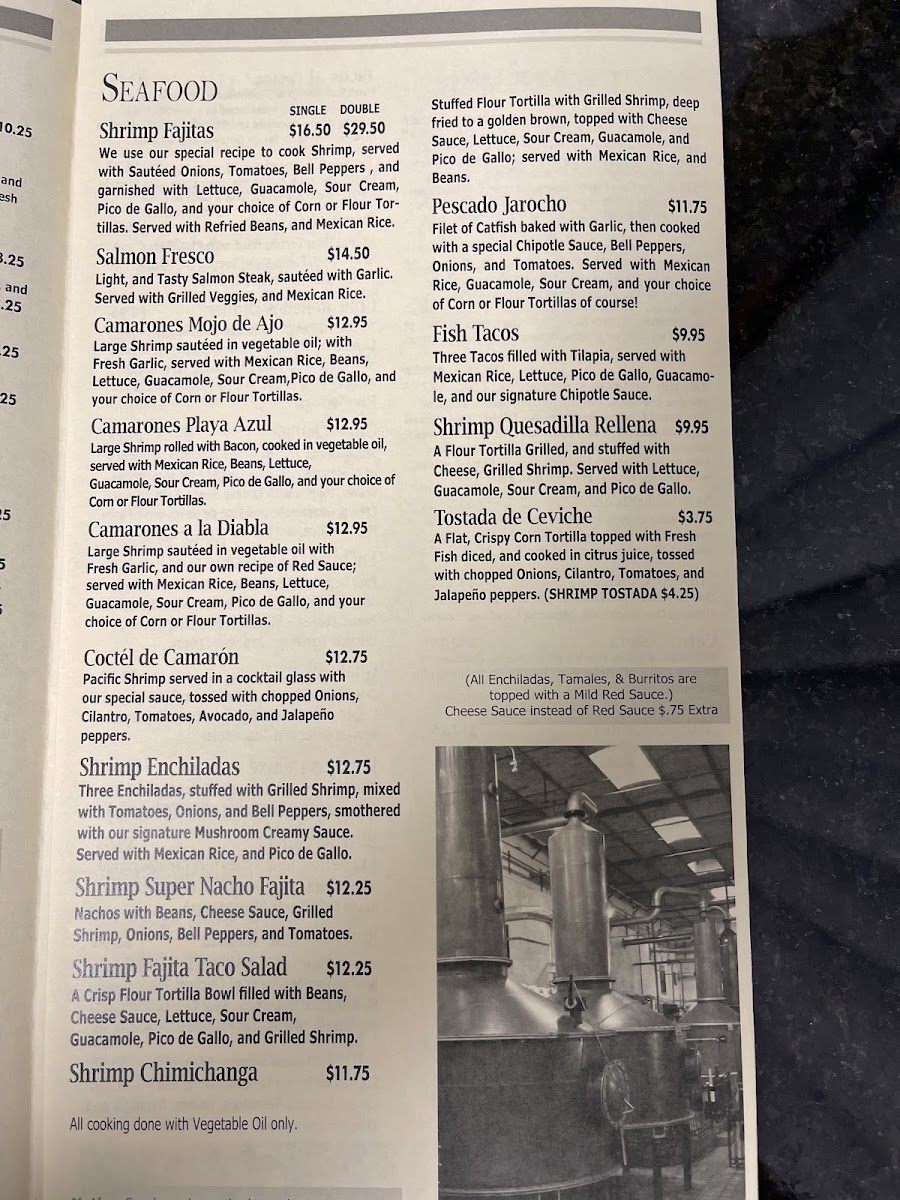 10.25
and
esh
3.25
and
.25
.25
25
25
5
SEAFOOD
SINGLE DOUBLE
Shrimp Fajitas $16.50 $29.50
We use our special recipe to cook Shrimp, served
with Sautéed Onions, Tomatoes, Bell Peppers , and
garnished with Lettuce, Guacamole, Sour Cream,
Pico de Gallo, and your choice of Corn or Flour Tor-
tillas. Served with Refried Beans, and Mexican Rice.
Salmon Fresco $14.50
Light, and Tasty Salmon Steak, sautéed with Garlic.
Served with Grilled Veggies, and Mexican Rice.
Camarones Mojo de Ajo $12.95
Large Shrimp sautéed in vegetable oil; with
Fresh Garlic, served with Mexican Rice, Beans,
Lettuce, Guacamole, Sour Cream,Pico de Gallo, and
your choice of Corn or Flour Tortillas.
Camarones Playa Azul $12.95
Large Shrimp rolled with Bacon, cooked in vegetable oil,
served with Mexican Rice, Beans, Lettuce,
Guacamole, Sour Cream, Pico de Gallo, and your choice of
Corn or Flour Tortillas.
Camarones a la Diabla $12.95
Large Shrimp sautéed in vegetable oil with
Fresh Garlic, and our own recipe of Red Sauce;
served with Mexican Rice, Beans, Lettuce,
Guacamole, Sour Cream, Pico de Gallo, and your
choice of Corn or Flour Tortillas.
Coctél de Camarón $12.75
Pacific Shrimp served in a cocktail glass with
our special sauce, tossed with chopped Onions,
Cilantro, Tomatoes, Avocado, and Jalapeño
peppers.
Shrimp Enchiladas $12.75
Three Enchiladas, stuffed with Grilled Shrimp, mixed
with Tomatoes, Onions, and Bell Peppers, smothered
with our signature Mushroom Creamy Sauce.
Served with Mexican Rice, and Pico de Gallo.
Shrimp Super Nacho Fajita $12.25
Nachos with Beans, Cheese Sauce, Grilled
Shrimp, Onions, Bell Peppers, and Tomatoes.
Shrimp Fajita Taco Salad $12.25
A Crisp Flour Tortilla Bowl filled with Beans,
Cheese Sauce, Lettuce, Sour Cream,
Guacamole, Pico de Gallo, and Grilled Shrimp.
Shrimp Chimichanga $11.75
All cooking done with Vegetable Oil only.
Stuffed Flour Tortilla with Grilled Shrimp, deep
fried to a golden brown, topped with Cheese
Sauce, Lettuce, Sour Cream, Guacamole, and
Pico de Gallo; served with Mexican Rice, and
Beans.
Pescado Jarocho $11.75
Filet of Catfish baked with Garlic, then cooked
with a special Chipotle Sauce, Bell Peppers,
Onions, and Tomatoes. Served with Mexican
Rice, Guacamole, Sour Cream, and your choice
of Corn or Flour Tortillas of course!
Fish Tacos $9.95
Three Tacos filled with Tilapia, served with
Mexican Rice, Lettuce, Pico de Gallo, Guacamo-
le, and our signature Chipotle Sauce.
Shrimp Quesadilla Rellena $9.95
A Flour Tortilla Grilled, and stuffed with
Cheese, Grilled Shrimp. Served with Lettuce,
Guacamole, Sour Cream, and Pico de Gallo.
Tostada de Ceviche $3.75
A Flat, Crispy Corn Tortilla topped with Fresh
Fish diced, and cooked in citrus juice, tossed
with chopped Onions, Cilantro, Tomatoes, and
Jalapeño peppers. (SHRIMP TOSTADA $4.25)
(All Enchiladas, Tamales, & Burritos are
topped with a Mild Red Sauce.)
Cheese Sauce instead of Red Sauce $.75 Extra